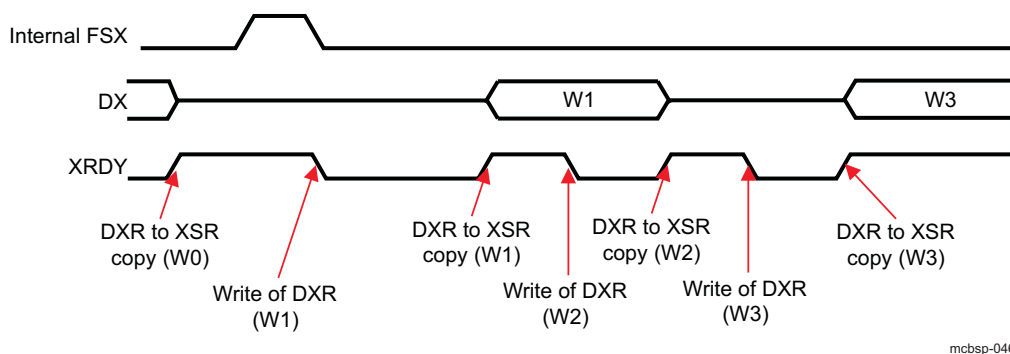 Internal FSX
DX
W1
W3
XRDY
DXR to XSR
copy (W0)
Write of DXR
(W1)
DXR to XSR
copy (W1)
Write of DXR
(W2)
DXR to XSR
copy (W2)
Write of DXR
(W3)
DXR to XSR
copy (W3)
mcbsp-046